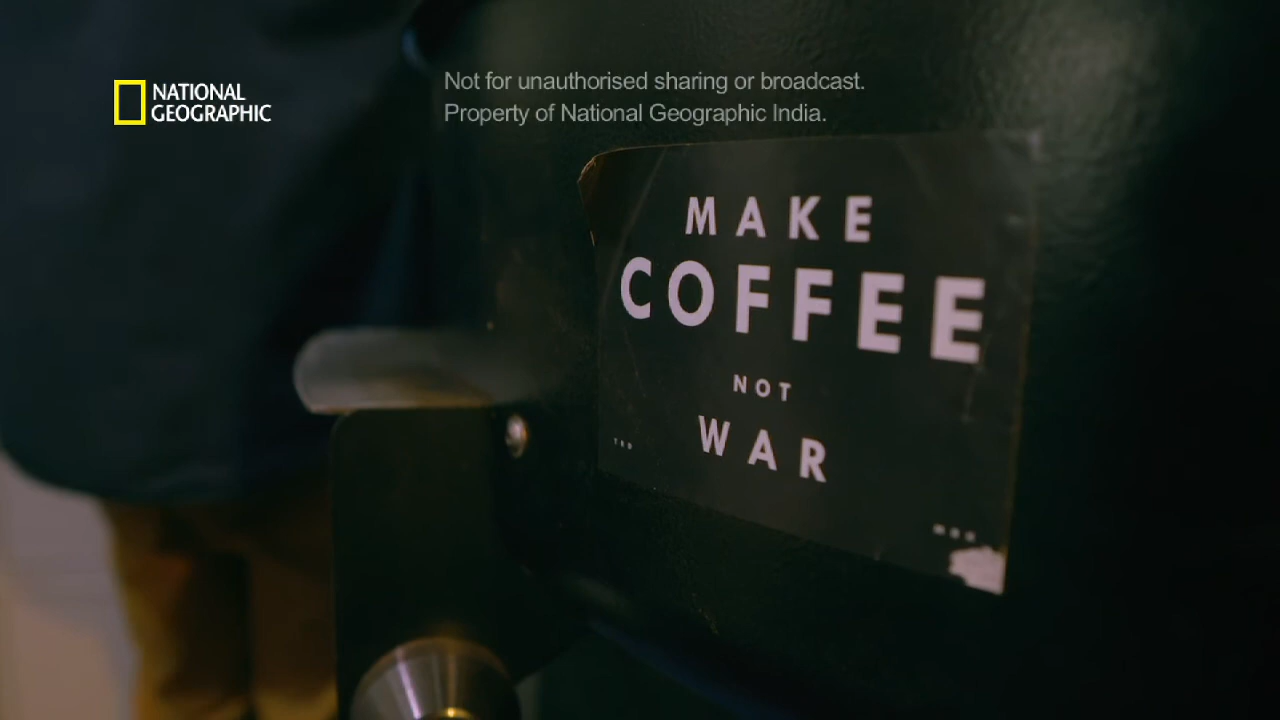 NATIONAL
GEOGRAPHIC
Not for unauthorised sharing or broadcast.
Property of National Geographic India.
MAKE
COFFEE
NOT
WAR